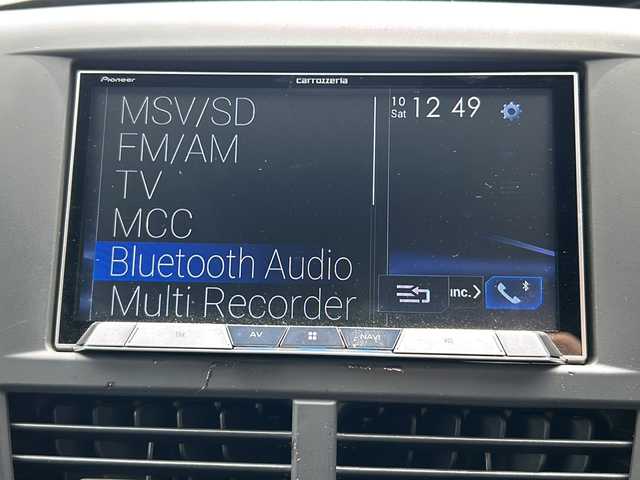 Pioneer
carrozzeria
MSV/SD
FM/AM
TV
MCC
Bluetooth Audio
Multi Recorder
10
Sat
12 49
INC.>
AV
NAVI